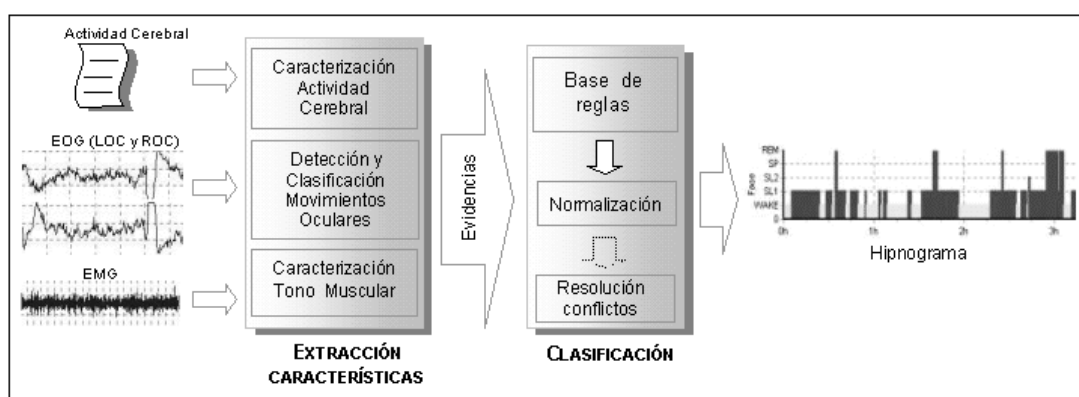 Actividad Cerebral
EOG (LOC y ROC)
EMG
Caracterización
Actividad
Cerebral
Detección y
Clasificación
Movimientos
Oculares
Caracterización
Tono Muscular
EXTRACCIÓN
CARACTERÍSTICAS
Evidencias
Base de
reglas
Normalización
Resolución
conflictos
CLASIFICACIÓN
Fase
REM
SP
SL2
SL1
WAKE
0
0h
1h
2h
3h
Hipnograma